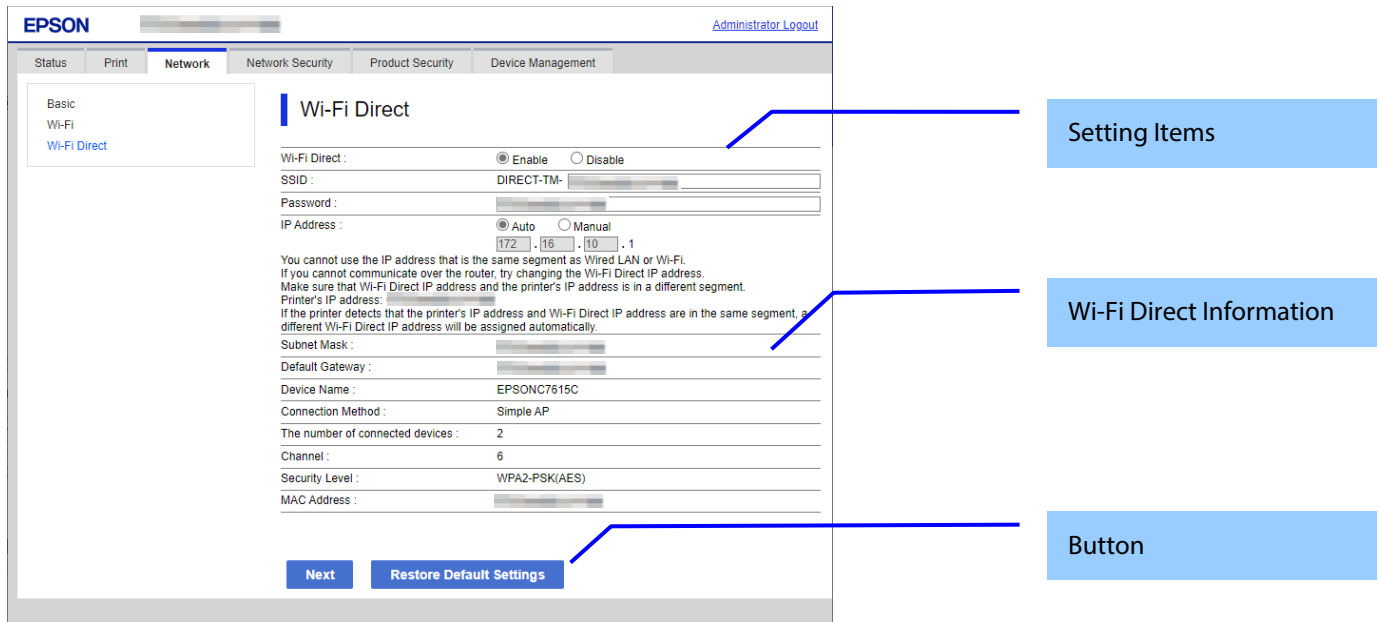 EPSON
Administrator Logout
Status Print Network Network Security Product Security Device Management
Basic
Wi-Fi
Wi-Fi Direct
Wi-Fi Direct
Wi-Fi Direct : Enable Disable
SSID : DIRECT-TM-
Password :
IP Address : Auto Manual
172 . 16 . 10 . 1
You cannot use the IP address that is the same segment as Wired LAN or Wi-Fi.
If you cannot communicate over the router, try changing the Wi-Fi Direct IP address.
Make sure that Wi-Fi Direct IP address and the printer's IP address is in a different segment.
Printer's IP address:
If the printer detects that the printer's IP address and Wi-Fi Direct IP address are in the same segment, a
different Wi-Fi Direct IP address will be assigned automatically.
Subnet Mask :
Default Gateway :
Device Name : EPSONC7615C
Connection Method : Simple AP
The number of connected devices : 2
Channel : 6
Security Level : WPA2-PSK(AES)
MAC Address :
Next Restore Default Settings
Setting Items
Wi-Fi Direct Information
Button